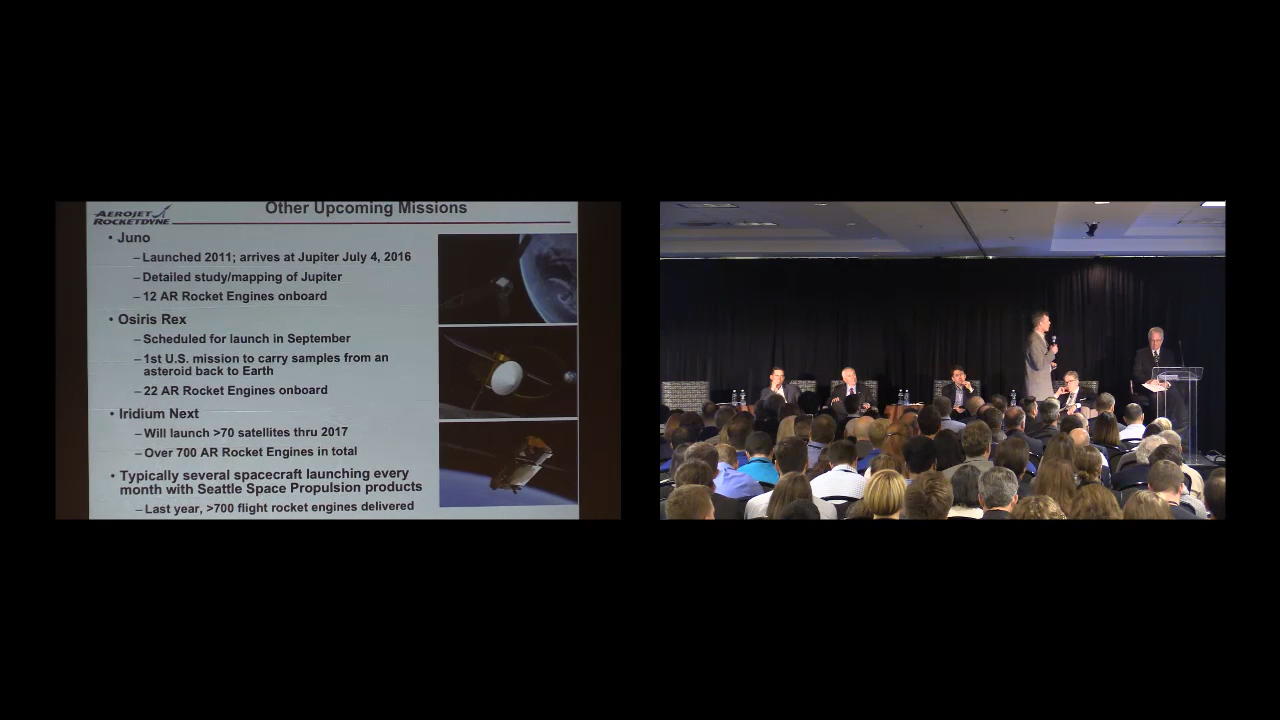 AEROJET
ROCKETDYNE
Other Upcoming Missions
• Juno
– Launched 2011; arrives at Jupiter July 4, 2016
– Detailed study/mapping of Jupiter
– 12 AR Rocket Engines onboard
• Osiris Rex
– Scheduled for launch in September
– 1st U.S. mission to carry samples from an
asteroid back to Earth
– 22 AR Rocket Engines onboard
• Iridium Next
– Will launch >70 satellites thru 2017
– Over 700 AR Rocket Engines in total
• Typically several spacecraft launching every
month with Seattle Space Propulsion products
– Last year, >700 flight rocket engines delivered